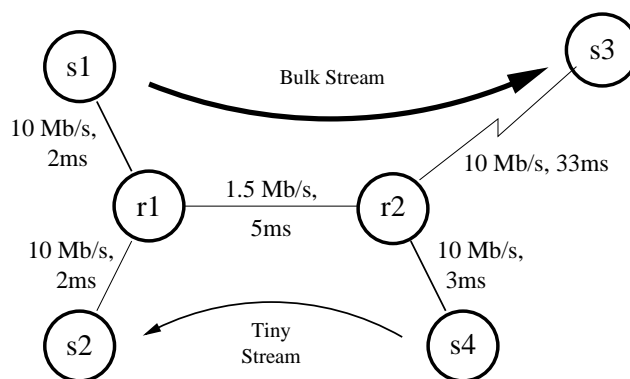 s1
s3
Bulk Stream
10 Mb/s,
2ms
10 Mb/s, 33ms
1.5 Mb/s,
r1
r2
5ms
10 Mb/s,
2ms
10 Mb/s,
3ms
s2
Tiny
Stream
s4